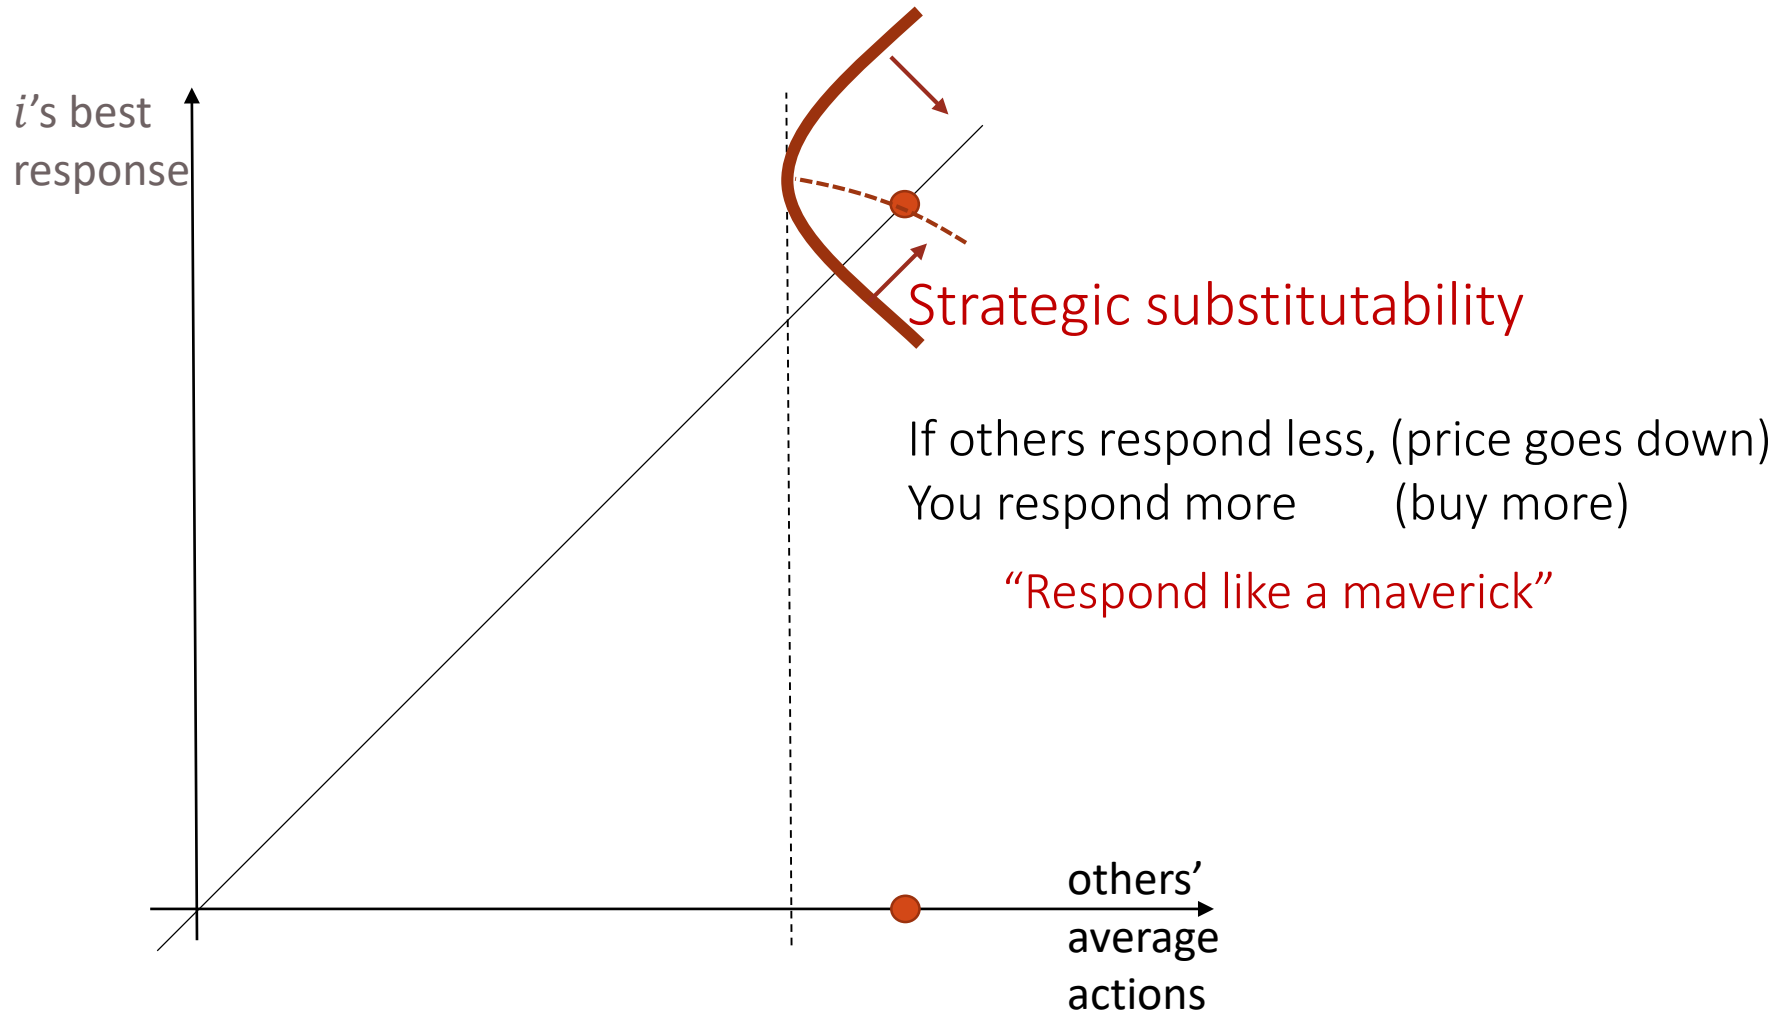 i’s best
response
Strategic substitutability
If others respond less, (price goes down)
You respond more (buy more)
“Respond like a maverick”
others’
average
actions